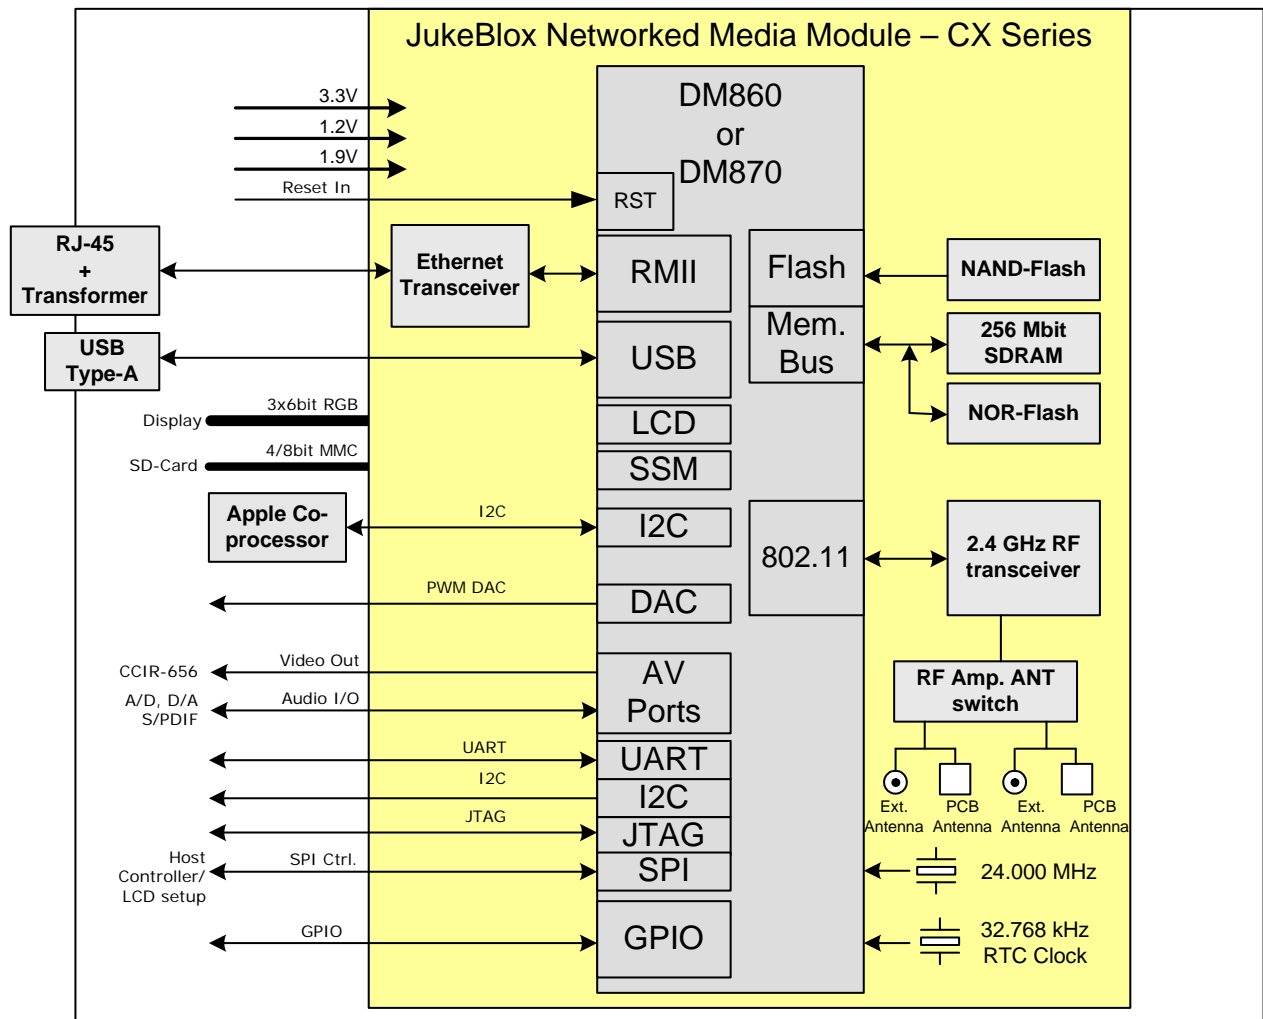 JukeBlox Networked Media Module – CX Series
DM860
or
DM870
3.3V
1.2V
1.9V
Reset In
RST
RJ-45
+
Transformer
Ethernet
Transceiver
RMII
Flash
NAND-Flash
USB
Type-A
USB
Mem.
Bus
256 Mbit
SDRAM
NOR-Flash
Display
3x6bit RGB
LCD
SD-Card
4/8bit MMC
SSM
Apple Co-
processor
I2C
I2C
802.11
2.4 GHz RF
transceiver
PWM DAC
DAC
CCIR-656
Video Out
A/D, D/A
S/PDIF
Audio I/O
AV
Ports
RF Amp. ANT
switch
UART
UART
I2C
I2C
JTAG
JTAG
Ext.
Antenna
PCB
Antenna
Ext.
Antenna
PCB
Antenna
Host
Controller/
LCD setup
SPI Ctrl.
SPI
24.000 MHz
GPIO
GPIO
32.768 kHz
RTC Clock